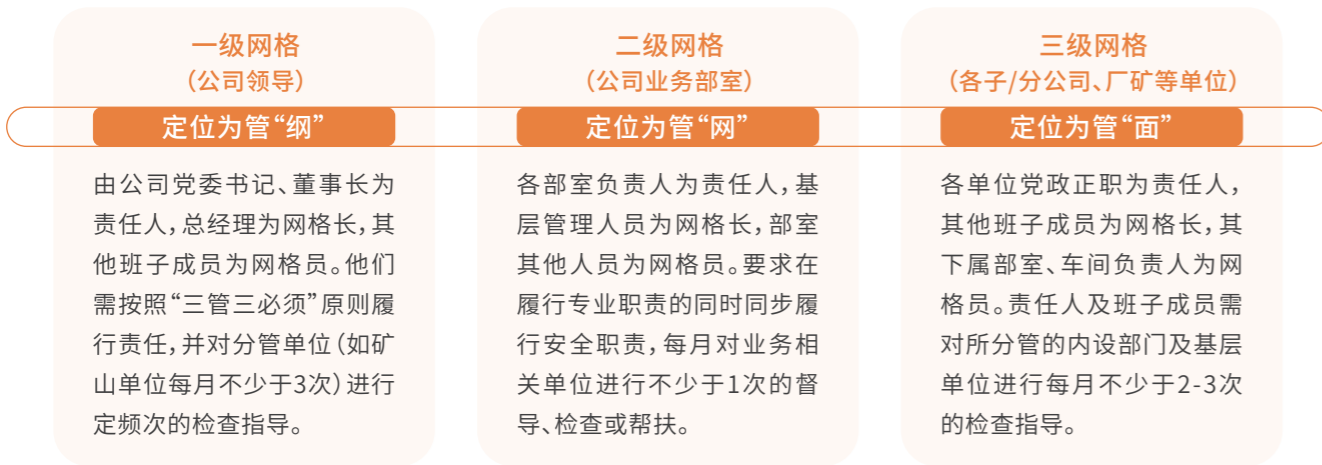 一级网格
（公司领导）
定位为管“纲”
由公司党委书记、董事长为
责任人，总经理为网格长，其
他班子成员为网格员。他们
需按照“三管三必须”原则履
行责任，并对分管单位（如矿
山单位每月不少于3次）进行
定频次的检查指导。
二级网格
（公司业务部室）
定位为管“网”
各部室负责人为责任人，基
层管理人员为网格长，部室
其他人员为网格员。要求在
履行专业职责的同时同步履
行安全职责，每月对业务相
关单位进行不少于1次的督
导、检查或帮扶。
三级网格
（各子/分公司、厂矿等单位）
定位为管“面”
各单位党政正职为责任人，
其他班子成员为网格长，其
下属部室、车间负责人为网
格员。责任人及班子成员需
对所分管的内设部门及基层
单位进行每月不少于2-3次
的检查指导。